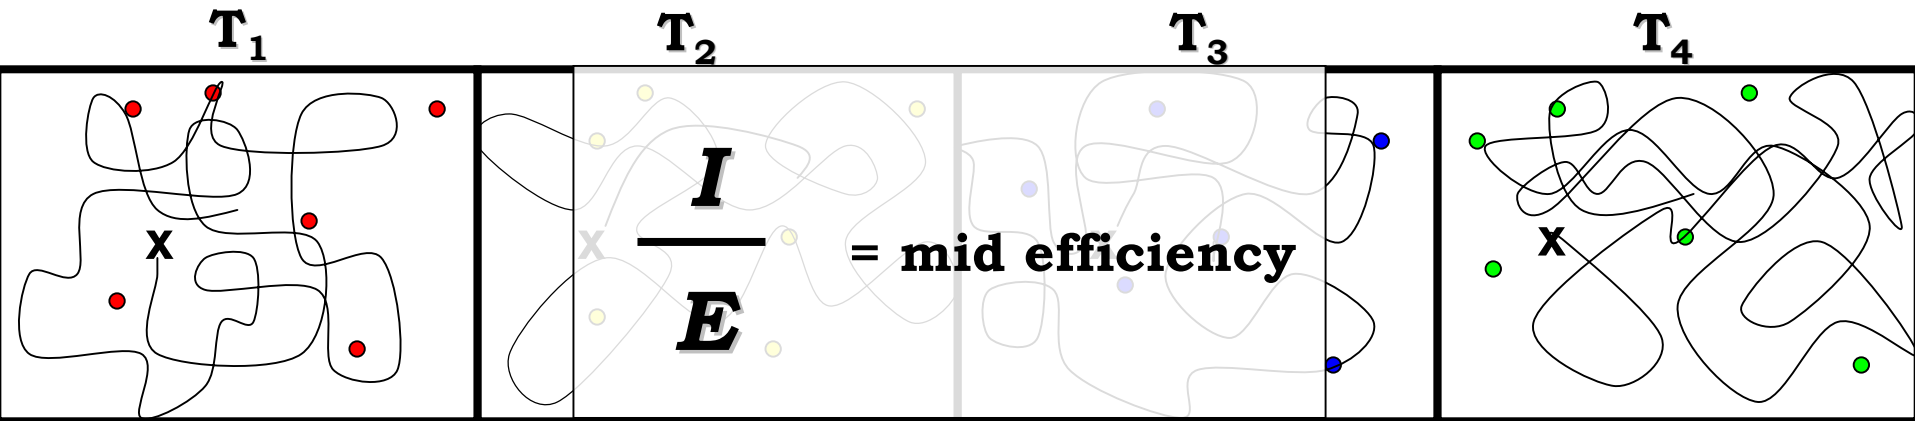 T1 T2 T3 T4
X X X
I
= mid efficiency
E